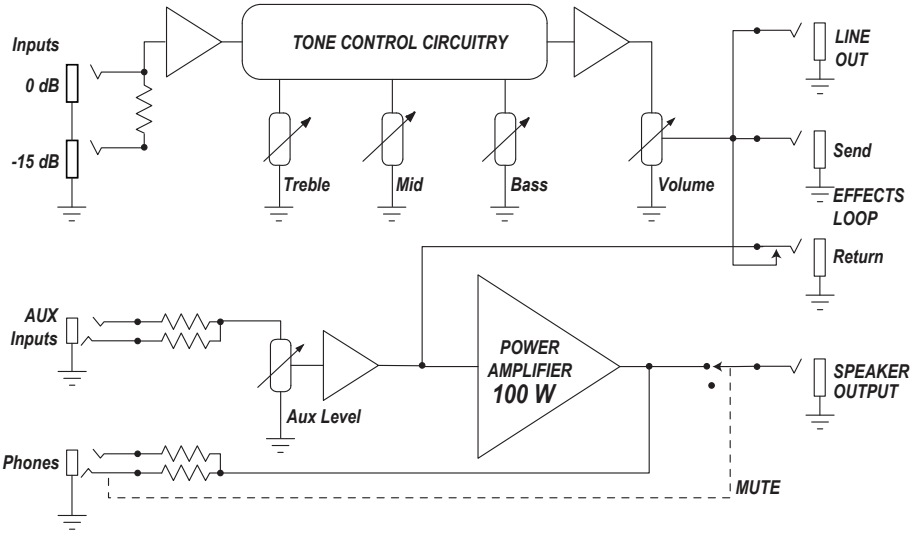 Inputs
0 dB
-15 dB
TONE CONTROL CIRCUITRY
Treble
Mid
Bass
Volume
LINE
OUT
Send
EFFECTS
LOOP
Return
AUX
Inputs
Aux Level
POWER
AMPLIFIER
100 W
SPEAKER
OUTPUT
Phones
MUTE